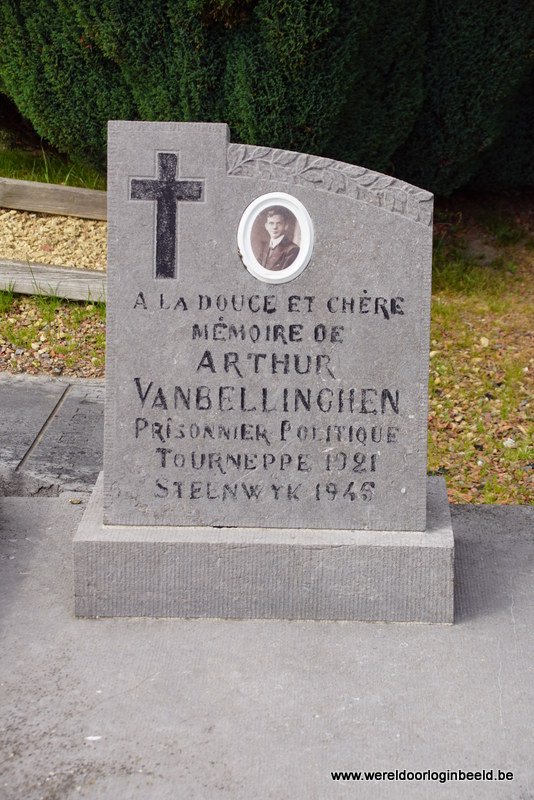 A LA DOUCE ET CHÈRE
MÉMOIRE DE
ARTHUR
VANBELLINGHEN
PRISONNIER POLITIQUE
TOURNEPPE 1921
STEENWYK 1945
www.wereldoorloginbeeld.be